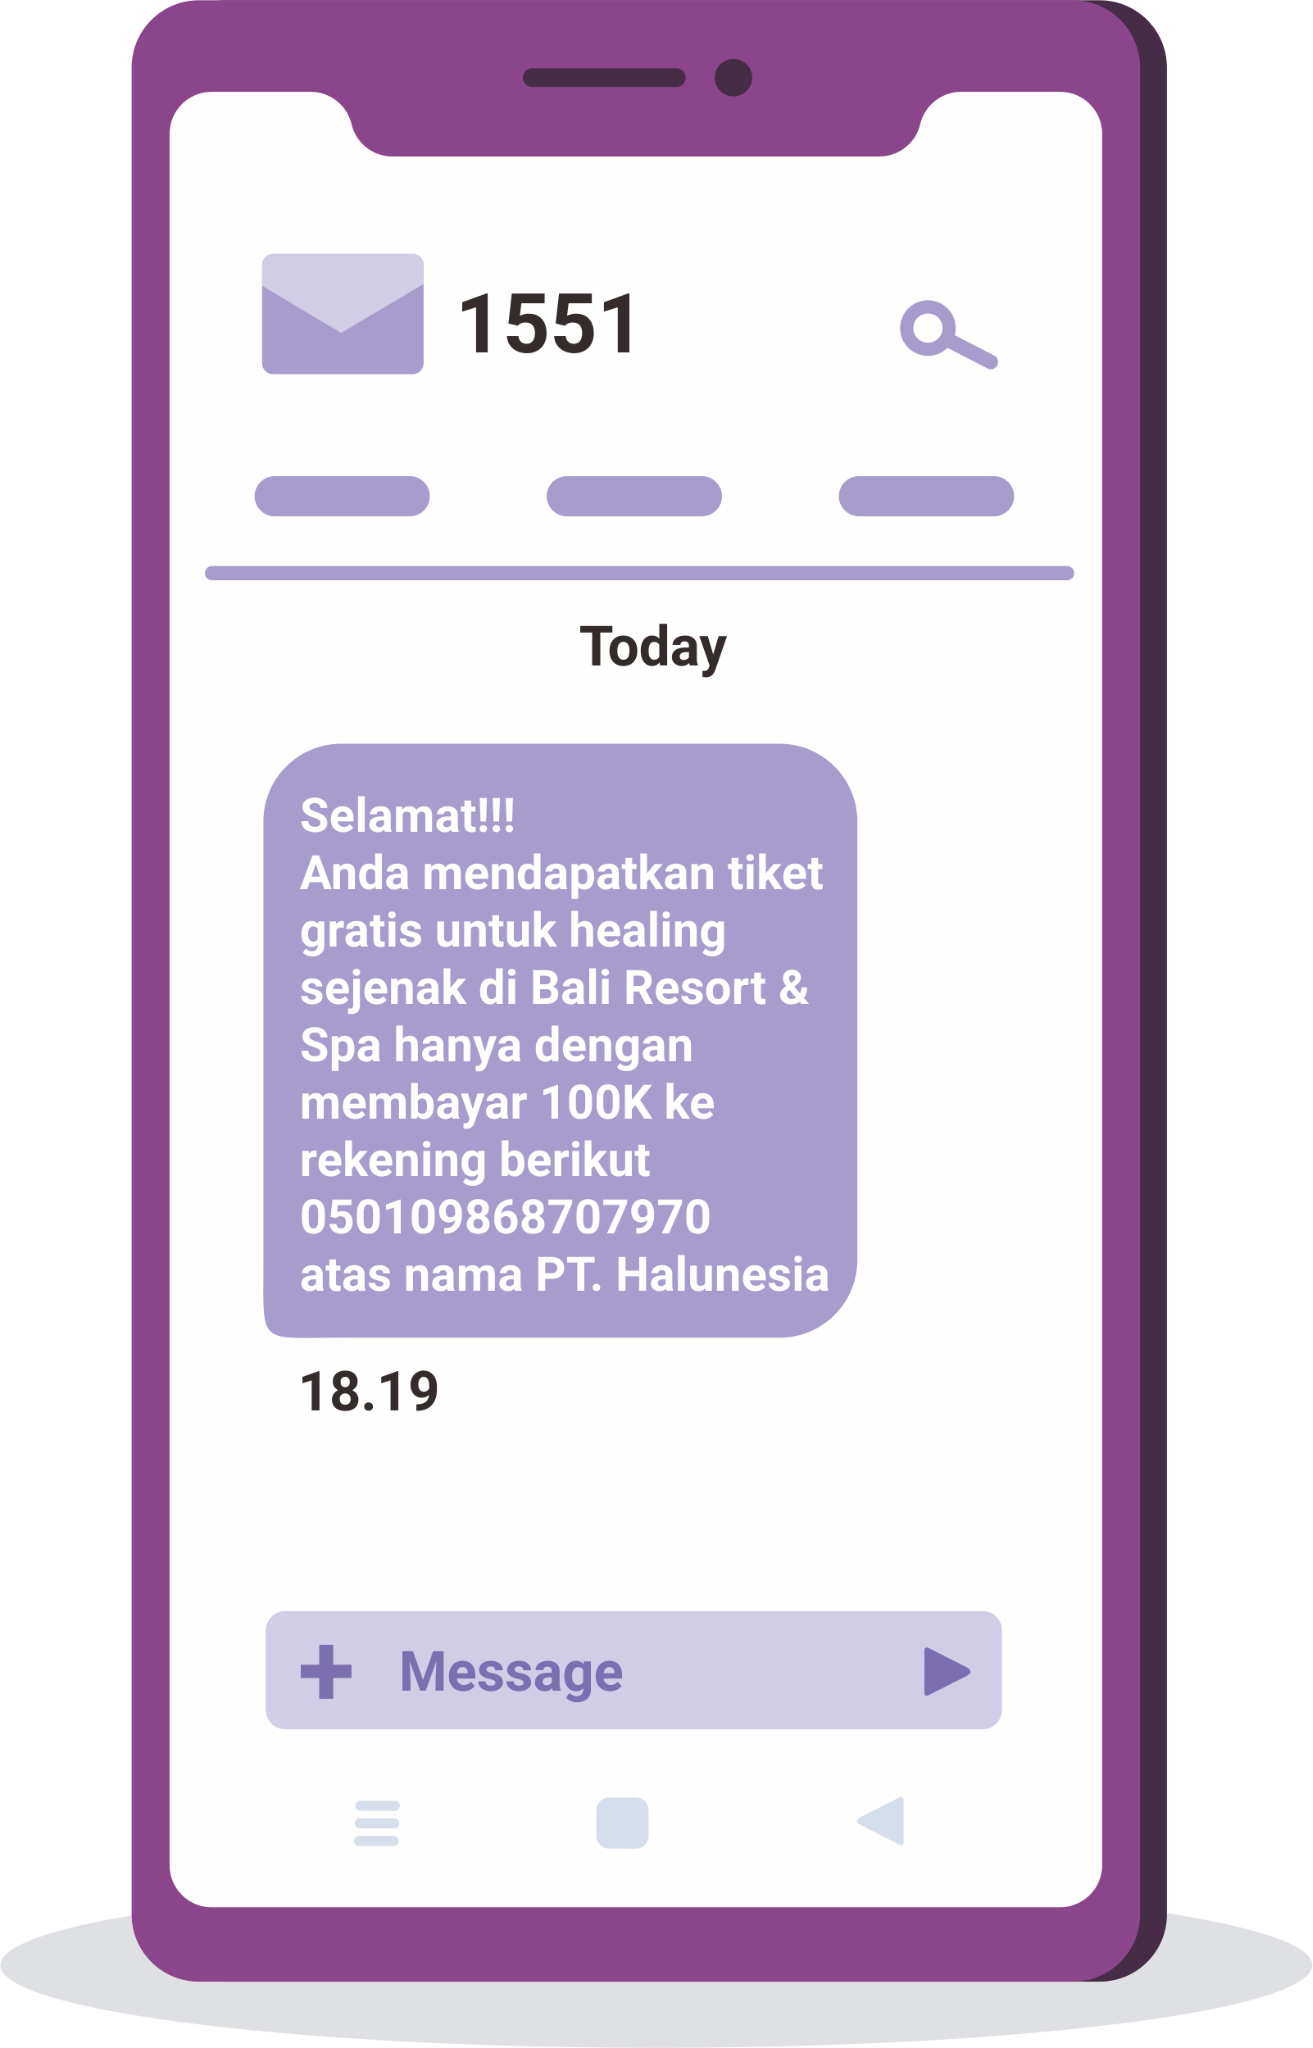 1551
Today
Selamat!!!
Anda mendapatkan tiket
gratis untuk healing
sejenak di Bali Resort &
Spa hanya dengan
membayar 100K ke
rekening berikut
050109868707970
atas nama PT. Halunesia
18.19
Message